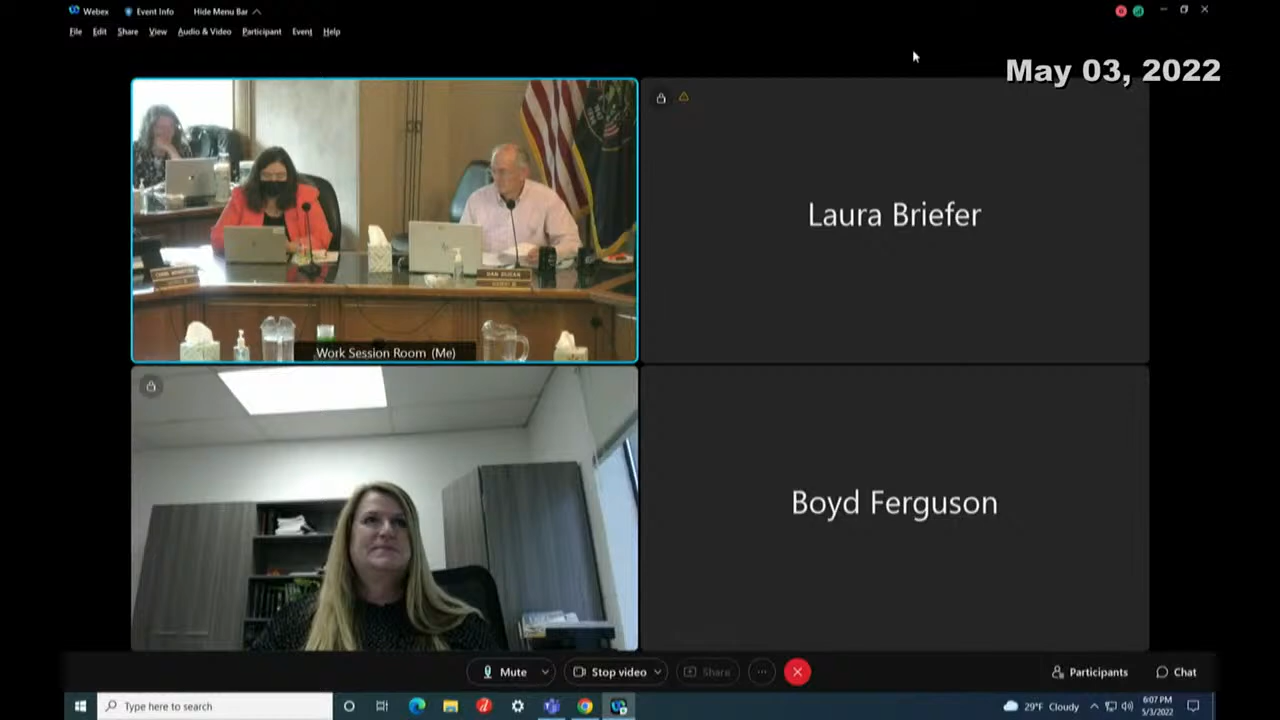 Webex
Event Info
Hide Menu Bar
File Edit Share View Audio & Video Participant Event Help
May 03, 2022
Laura Briefer
DAN DUGAN
Work Session Room (Me)
Boyd Ferguson
Mute
Stop video
Share
Participants
Chat
Type here to search
29°F Cloudy
6:07 PM
5/3/2022